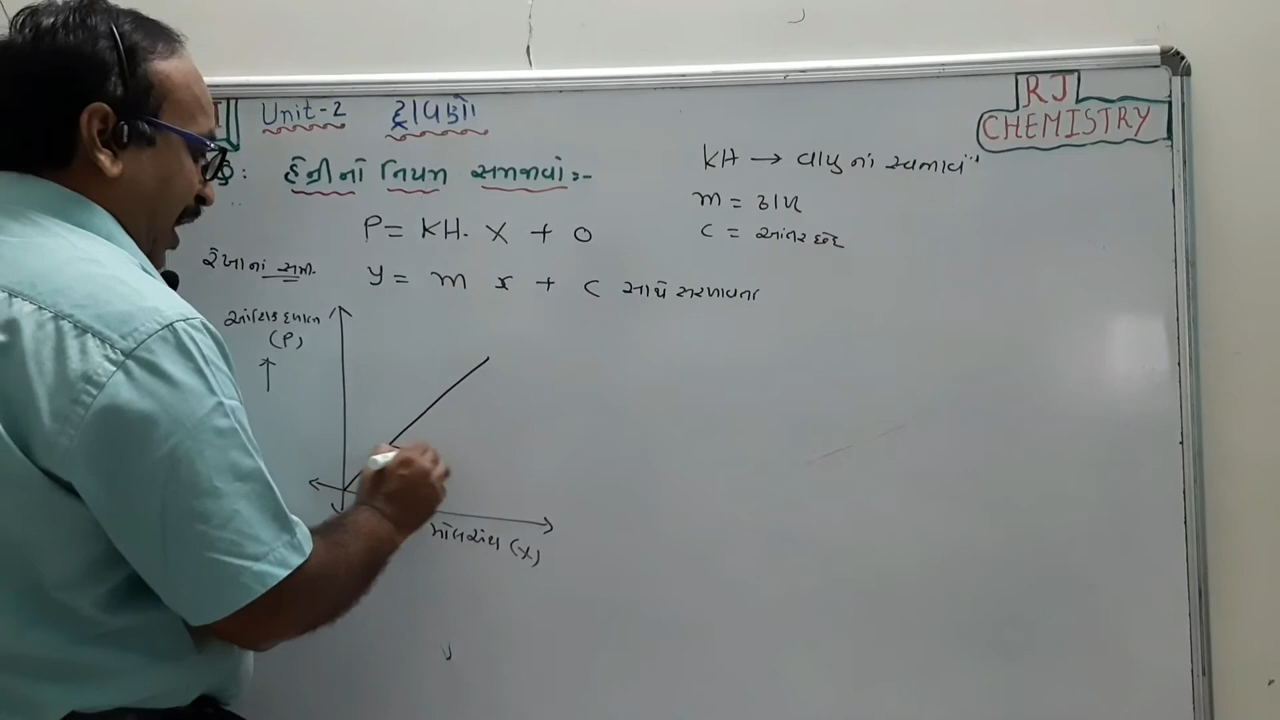 Unit-2 દ્રાવણો
RJ
CHEMISTRY
હેન્રીનો નિયમ સમજાવો:-
P = KH. X + 0
રેખાનાં સમી.
y = m x + c સાથે સરખાવતા
KH → વાયુ નાં સ્વભાવ
m = ઢાળ
c = આંતર છેદ
આંશિક દબાણ
(P)
મોલઅંશ (X)